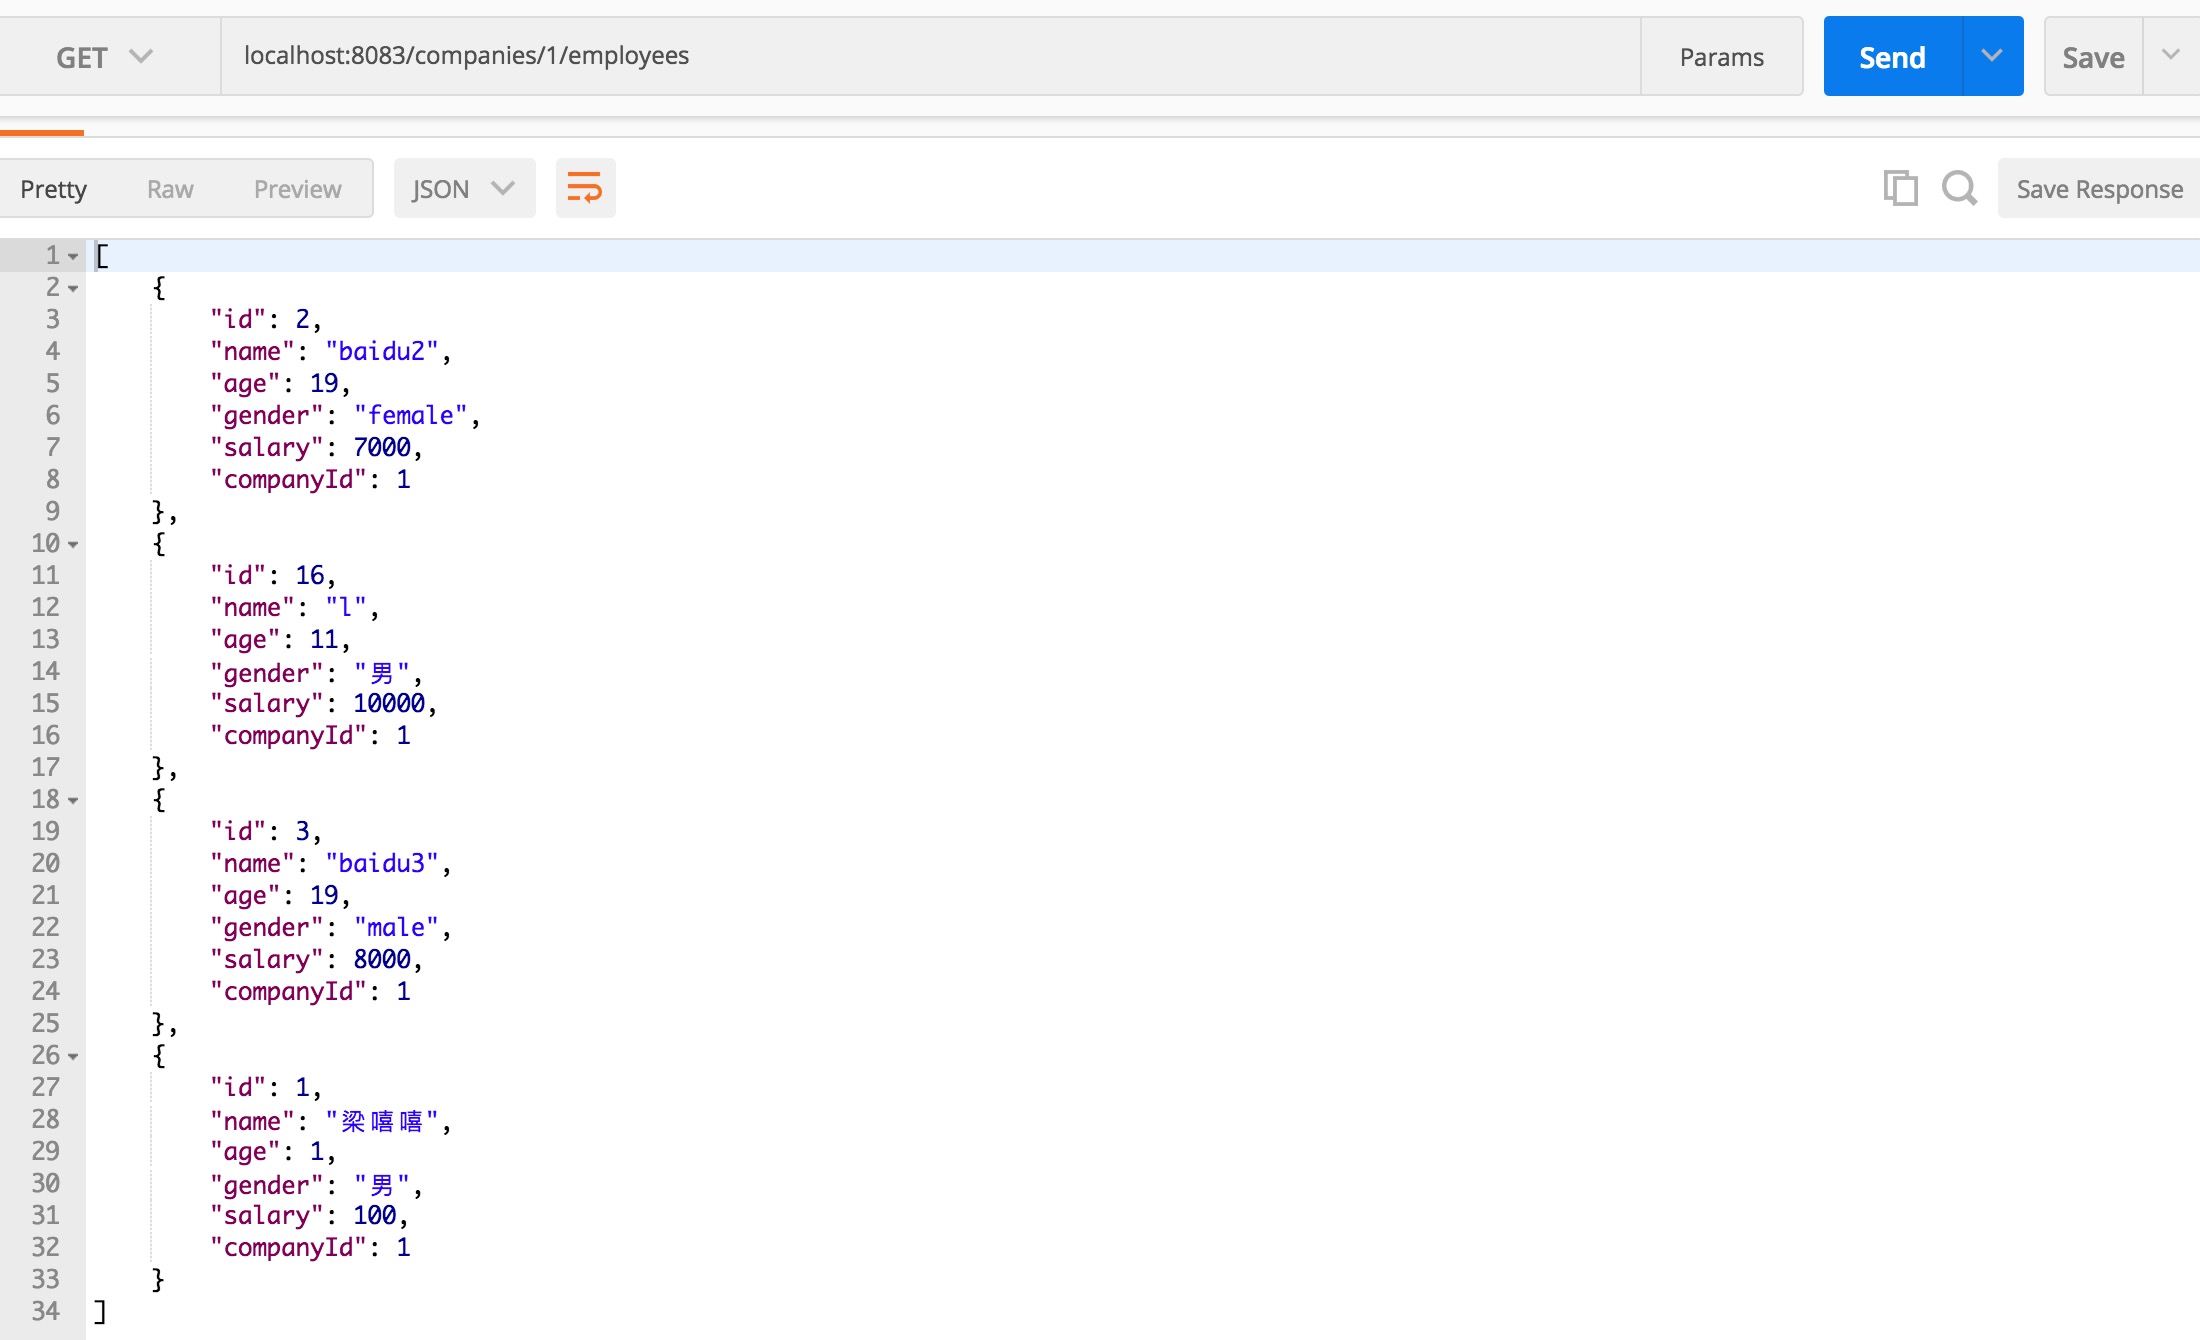 GET localhost:8083/companies/1/employees Params Send Save
Pretty Raw Preview JSON Save Response
1 [
2 {
3 "id": 2,
4 "name": "baidu2",
5 "age": 19,
6 "gender": "female",
7 "salary": 7000,
8 "companyId": 1
9 },
10 {
11 "id": 16,
12 "name": "l",
13 "age": 11,
14 "gender": "男",
15 "salary": 10000,
16 "companyId": 1
17 },
18 {
19 "id": 3,
20 "name": "baidu3",
21 "age": 19,
22 "gender": "male",
23 "salary": 8000,
24 "companyId": 1
25 },
26 {
27 "id": 1,
28 "name": "梁嘻嘻",
29 "age": 1,
30 "gender": "男",
31 "salary": 100,
32 "companyId": 1
33 }
34 ]